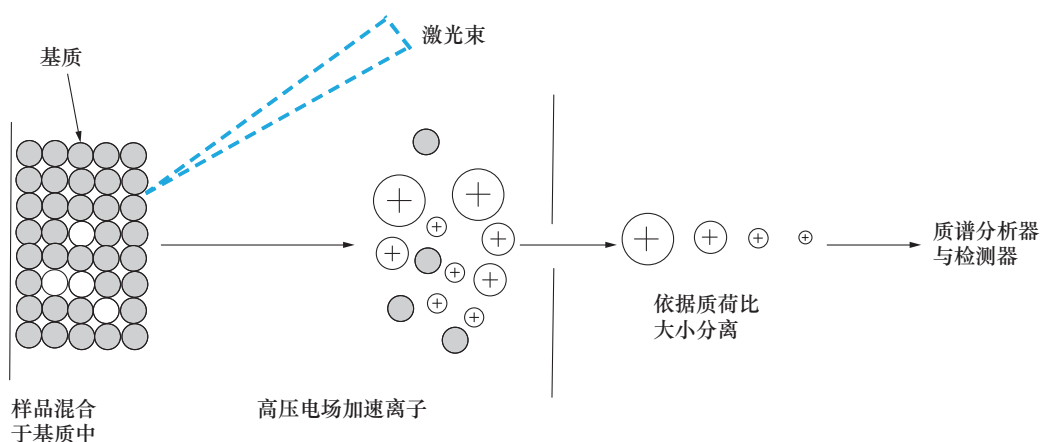 激光束
基质
质谱分析器
与检测器
依据质荷比
大小分离
样品混合
于基质中
高压电场加速离子